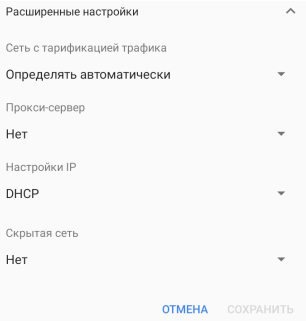 Расширенные настройки
Сеть с тарификацией трафика
Определять автоматически
Прокси-сервер
Нет
Настройки IP
DHCP
Скрытая сеть
Нет
ОТМЕНА СОХРАНИТЬ